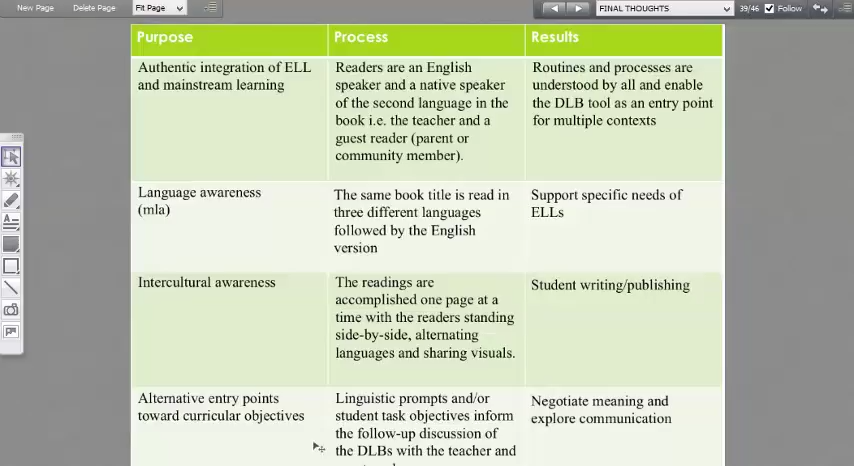 New Page Delete Page Fit Page FINAL THOUGHTS 39/46 Follow
Purpose Process Results
Authentic integration of ELL
and mainstream learning
Readers are an English
speaker and a native speaker
of the second language in the
book i.e. the teacher and a
guest reader (parent or
community member).
Routines and processes are
understood by all and enable
the DLB tool as an entry point
for multiple contexts
Language awareness
(mla)
The same book title is read in
three different languages
followed by the English
version
Support specific needs of
ELLs
Intercultural awareness
The readings are
accomplished one page at a
time with the readers standing
side-by-side, alternating
languages and sharing visuals.
Student writing/publishing
Alternative entry points
toward curricular objectives
Linguistic prompts and/or
student task objectives inform
the follow-up discussion of
the DLBs with the teacher and
Negotiate meaning and
explore communication